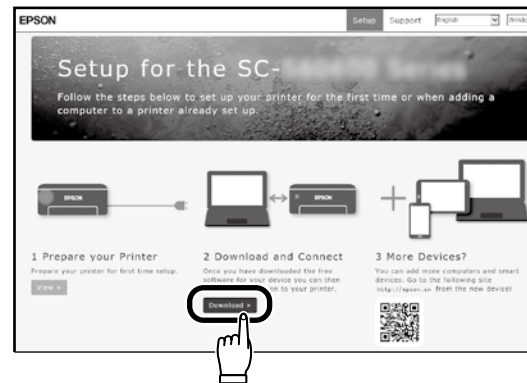 EPSON
Setup Support English Windo
Setup for the SC-
Follow the steps below to set up your printer for the first time or when adding a
computer to a printer already set up.
EPSON
EPSON
1 Prepare your Printer
Prepare your printer for first time setup.
View >
2 Download and Connect
Once you have downloaded the free
software for your device you can then
on to your printer.
Download >
3 More Devices?
You can add more computers and smart
devices. Go to the following site
http://epson.sn from the new device!